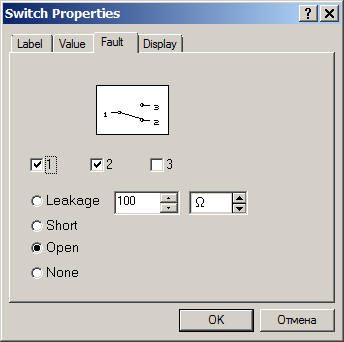 Switch Properties
Label Value Fault Display
3
1
2
1 2 3
Leakage 100 Ω
Short
Open
None
OK Отмена